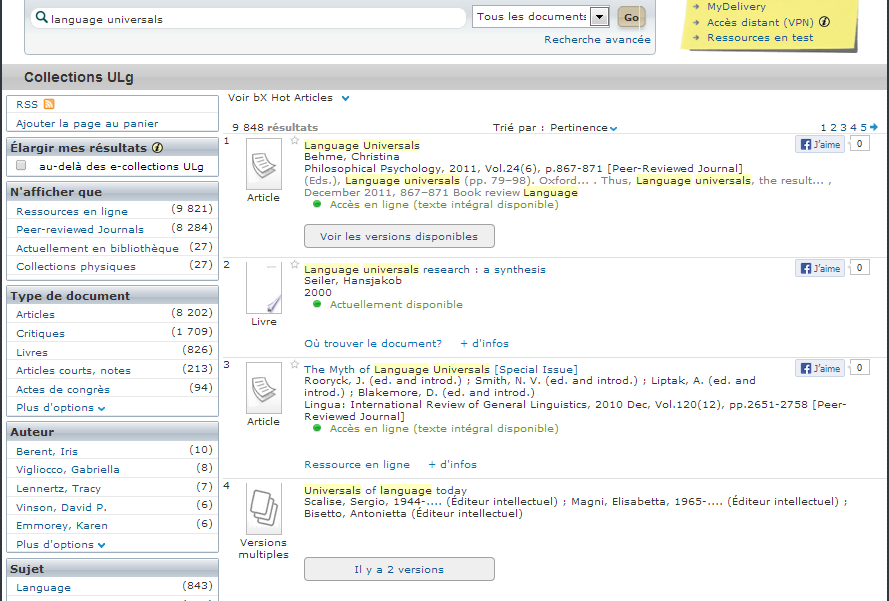 language universals
Tous les documents
Go
Recherche avancée
MyDelivery
Accès distant (VPN)
Ressources en test
Collections ULg
RSS
Ajouter la page au panier
Élargir mes résultats
au-delà des e-collections ULg
N'afficher que
Ressources en ligne (9 821)
Peer-reviewed Journals (8 284)
Actuellement en bibliothèque (27)
Collections physiques (27)
Type de document
Articles (8 202)
Critiques (1 709)
Livres (826)
Articles courts, notes (213)
Actes de congrès (94)
Plus d'options
Auteur
Berent, Iris (10)
Vigliocco, Gabriella (8)
Lennertz, Tracy (7)
Vinson, David P. (6)
Emmorey, Karen (6)
Plus d'options
Sujet
Language (843)
Voir bX Hot Articles
9 848 résultats Trié par : Pertinence 1 2 3 4 5
1
Article
Language Universals
Behme, Christina
Philosophical Psychology, 2011, Vol.24(6), p.867-871 [Peer-Reviewed Journal]
(Eds.), Language universals (pp. 79–98). Oxford... . Thus, Language universals, the result... ,
December 2011, 867–871 Book review Language
Accès en ligne (texte intégral disponible)
Voir les versions disponibles
J'aime 0
2
Livre
Language universals research : a synthesis
Seiler, Hansjakob
2000
Actuellement disponible
Où trouver le document? + d'infos
J'aime 0
3
Article
The Myth of Language Universals [Special Issue]
Rooryck, J. (ed. and introd.) ; Smith, N. V. (ed. and introd.) ; Liptak, A. (ed. and
introd.) ; Blakemore, D. (ed. and introd.)
Lingua: International Review of General Linguistics, 2010 Dec, Vol.120(12), pp.2651-2758 [Peer-
Reviewed Journal]
Accès en ligne (texte intégral disponible)
Ressource en ligne + d'infos
J'aime 0
4
Versions
multiples
Universals of language today
Scalise, Sergio, 1944-.... (Éditeur intellectuel) ; Magni, Elisabetta, 1965-.... (Éditeur intellectuel) ;
Bisetto, Antonietta (Éditeur intellectuel)
Il y a 2 versions